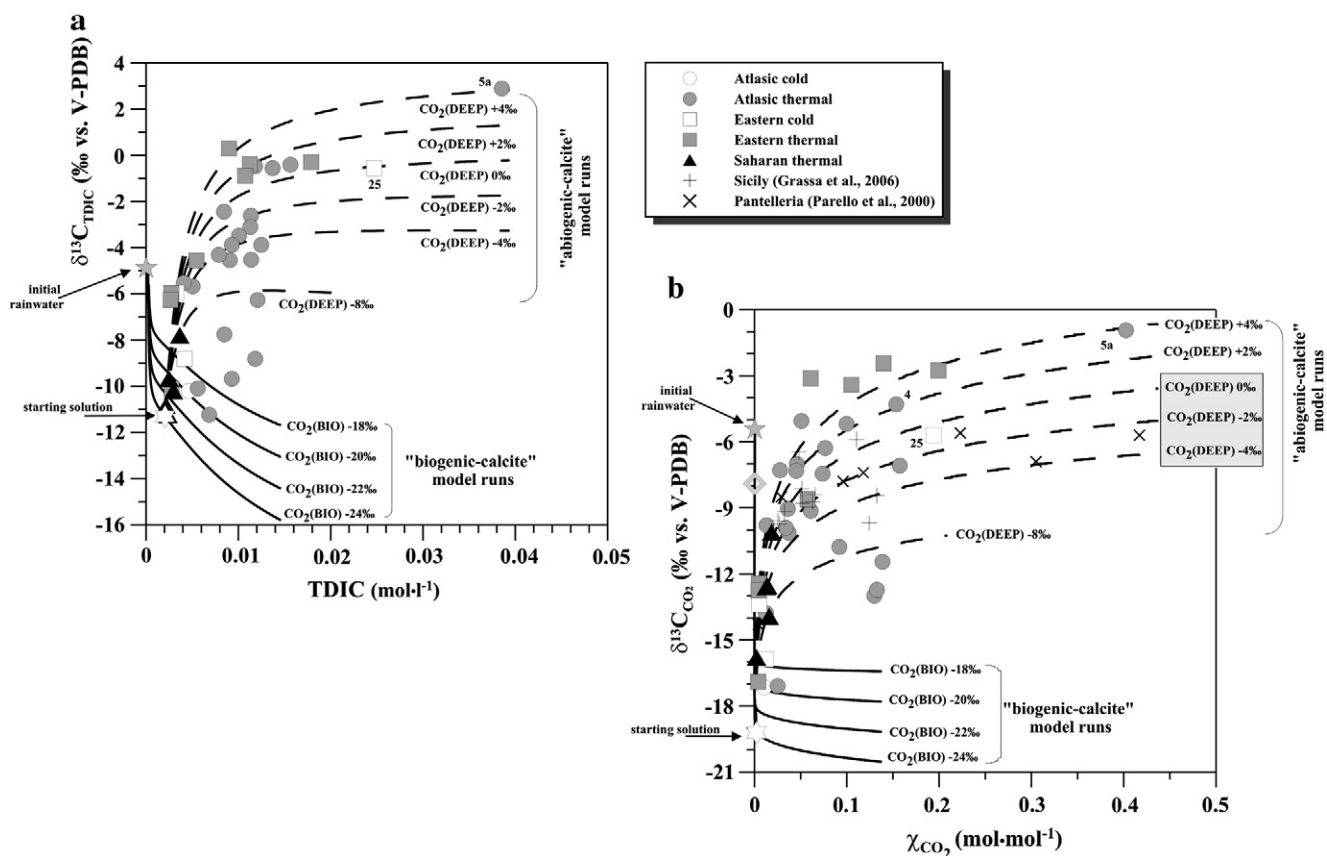 a
δ¹³C_TDIC (‰ vs. V-PDB)
4
2
0
-2
-4
-6
-8
-10
-12
-14
-16
initial
rainwater
starting solution
5a
CO₂(DEEP) +4‰
CO₂(DEEP) +2‰
CO₂(DEEP) 0‰
25
CO₂(DEEP) -2‰
CO₂(DEEP) -4‰
CO₂(DEEP) -8‰
"abiogenic-calcite"
model runs
CO₂(BIO) -18‰
CO₂(BIO) -20‰
CO₂(BIO) -22‰
CO₂(BIO) -24‰
"biogenic-calcite"
model runs
0 0.01 0.02 0.03 0.04 0.05
TDIC (mol·l⁻¹)
Atlasic cold
Atlasic thermal
Eastern cold
Eastern thermal
Saharan thermal
Sicily (Grassa et al., 2006)
Pantelleria (Parello et al., 2000)
b
δ¹³C_CO₂ (‰ vs. V-PDB)
0
-3
-6
-9
-12
-15
-18
-21
initial
rainwater
starting solution
5a
CO₂(DEEP) +4‰
CO₂(DEEP) +2‰
4
CO₂(DEEP) 0‰
CO₂(DEEP) -2‰
25
CO₂(DEEP) -4‰
CO₂(DEEP) -8‰
"abiogenic-calcite"
model runs
CO₂(BIO) -18‰
CO₂(BIO) -20‰
CO₂(BIO) -22‰
CO₂(BIO) -24‰
"biogenic-calcite"
model runs
0 0.1 0.2 0.3 0.4 0.5
χ_CO₂ (mol·mol⁻¹)